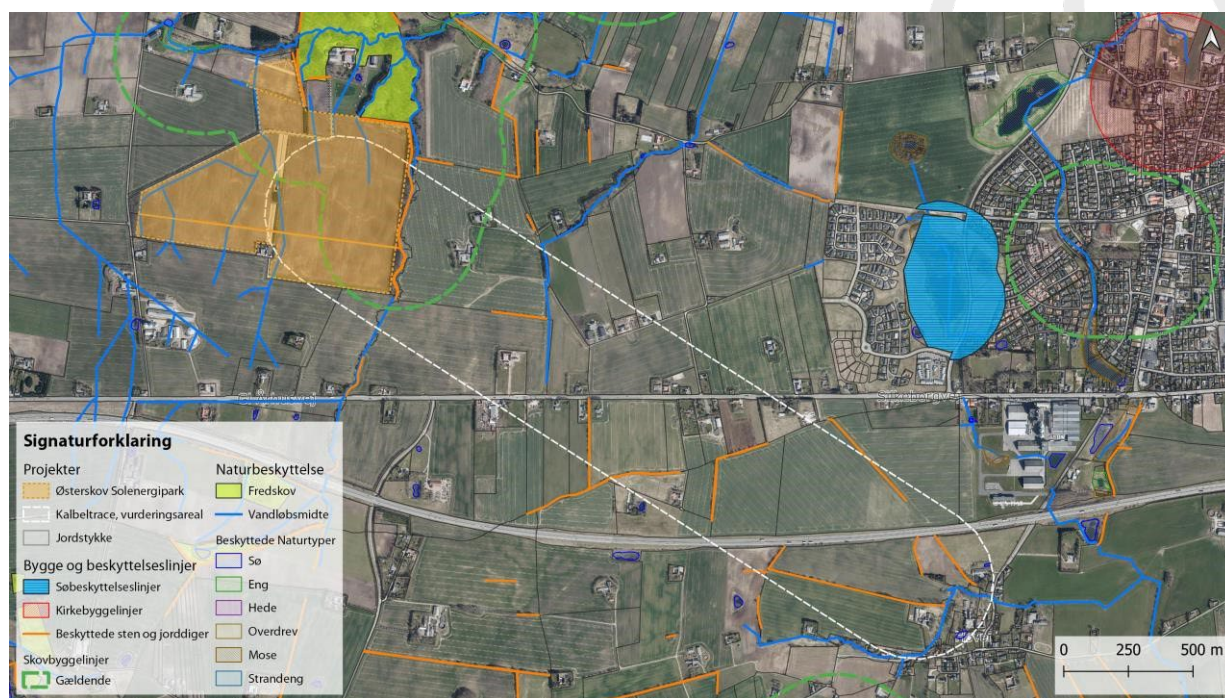 Signaturforklaring
Projekter
Østerskov Solenergipark
Kalbeltrace, vurderingsareal
Jordstykke
Bygge og beskyttelseslinjer
Søbeskyttelseslinjer
Kirkebyggelinjer
Beskyttede sten og jorddiger
Skovbyggelinjer
Gældende
Naturbeskyttelse
Fredskov
Vandløbsmidte
Beskyttede Naturtyper
Sø
Eng
Hede
Overdrev
Mose
Strandeng
0 250 500 m